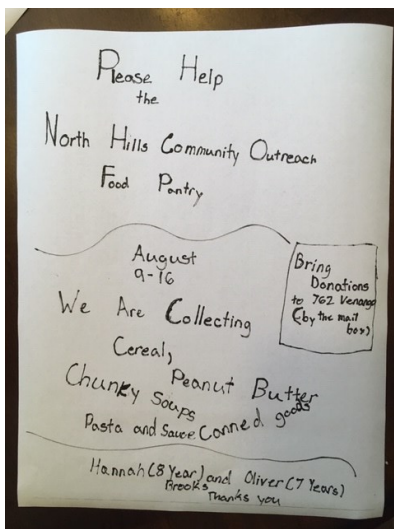 Please Help
the
North Hills Community Outreach
Food Pantry
August
9-16
Bring
Donations
to 762 Venango
(by the mail
box)
We Are Collecting
Cereal,
Peanut Butter
Chunky Soups
Pasta and Sauce Canned goods
Hannah (8 Year) and Oliver (7 Years)
Brooks
Thanks you